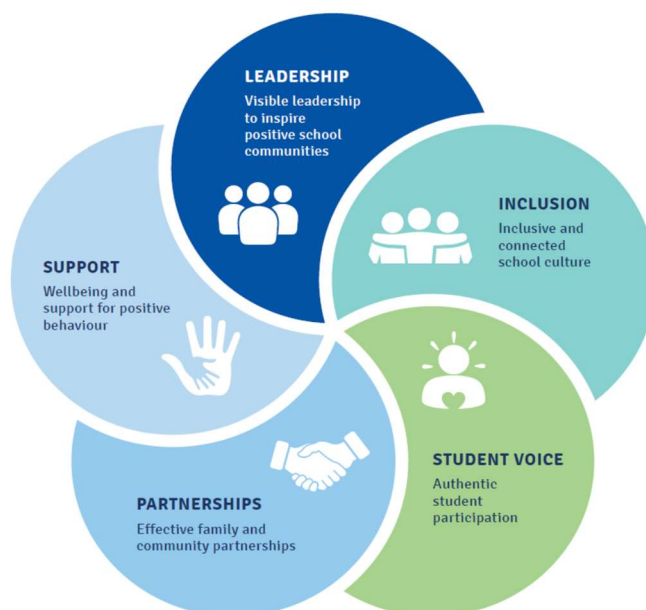 LEADERSHIP
Visible leadership
to inspire
positive school
communities
INCLUSION
Inclusive and
connected
school culture
STUDENT VOICE
Authentic
student
participation
PARTNERSHIPS
Effective family and
community partnerships
SUPPORT
Wellbeing and
support for positive
behaviour